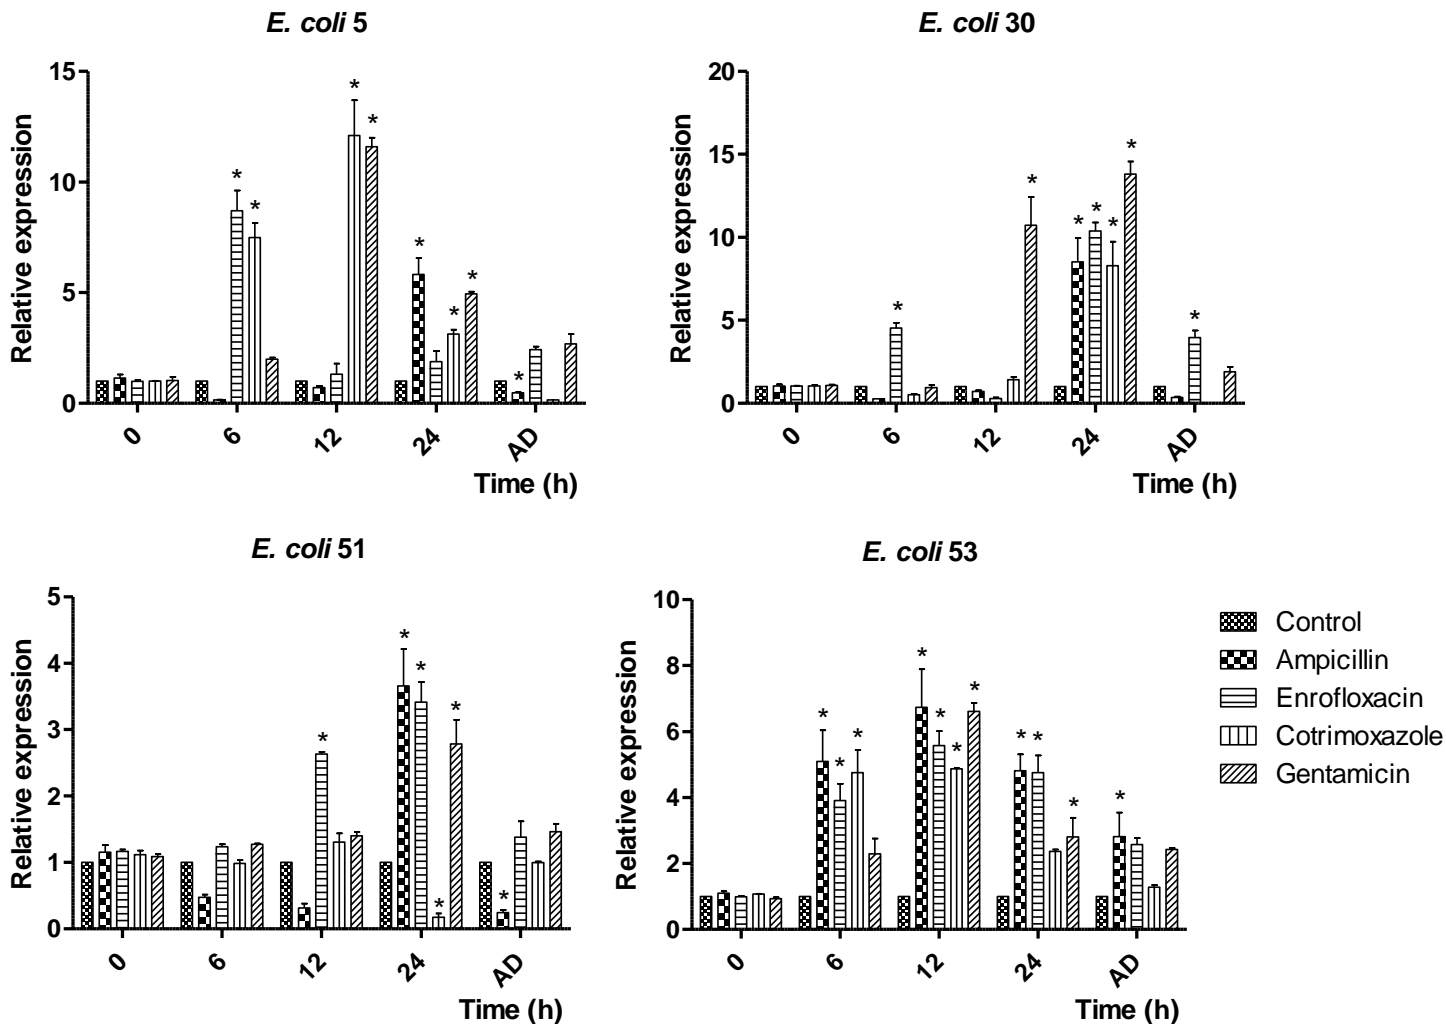 E. coli 5
Relative expression
15
10
5
0
*
*
*
*
*
*
*
*
0 6 12 24 AD
Time (h)
E. coli 30
Relative expression
20
15
10
5
0
*
*
*
*
*
*
*
0 6 12 24 AD
Time (h)
E. coli 51
Relative expression
5
4
3
2
1
0
*
*
*
*
*
*
0 6 12 24 AD
Time (h)
E. coli 53
Relative expression
10
8
6
4
2
0
*
*
*
*
*
*
*
*
*
*
*
0 6 12 24 AD
Time (h)
Control
Ampicillin
Enrofloxacin
Cotrimoxazole
Gentamicin